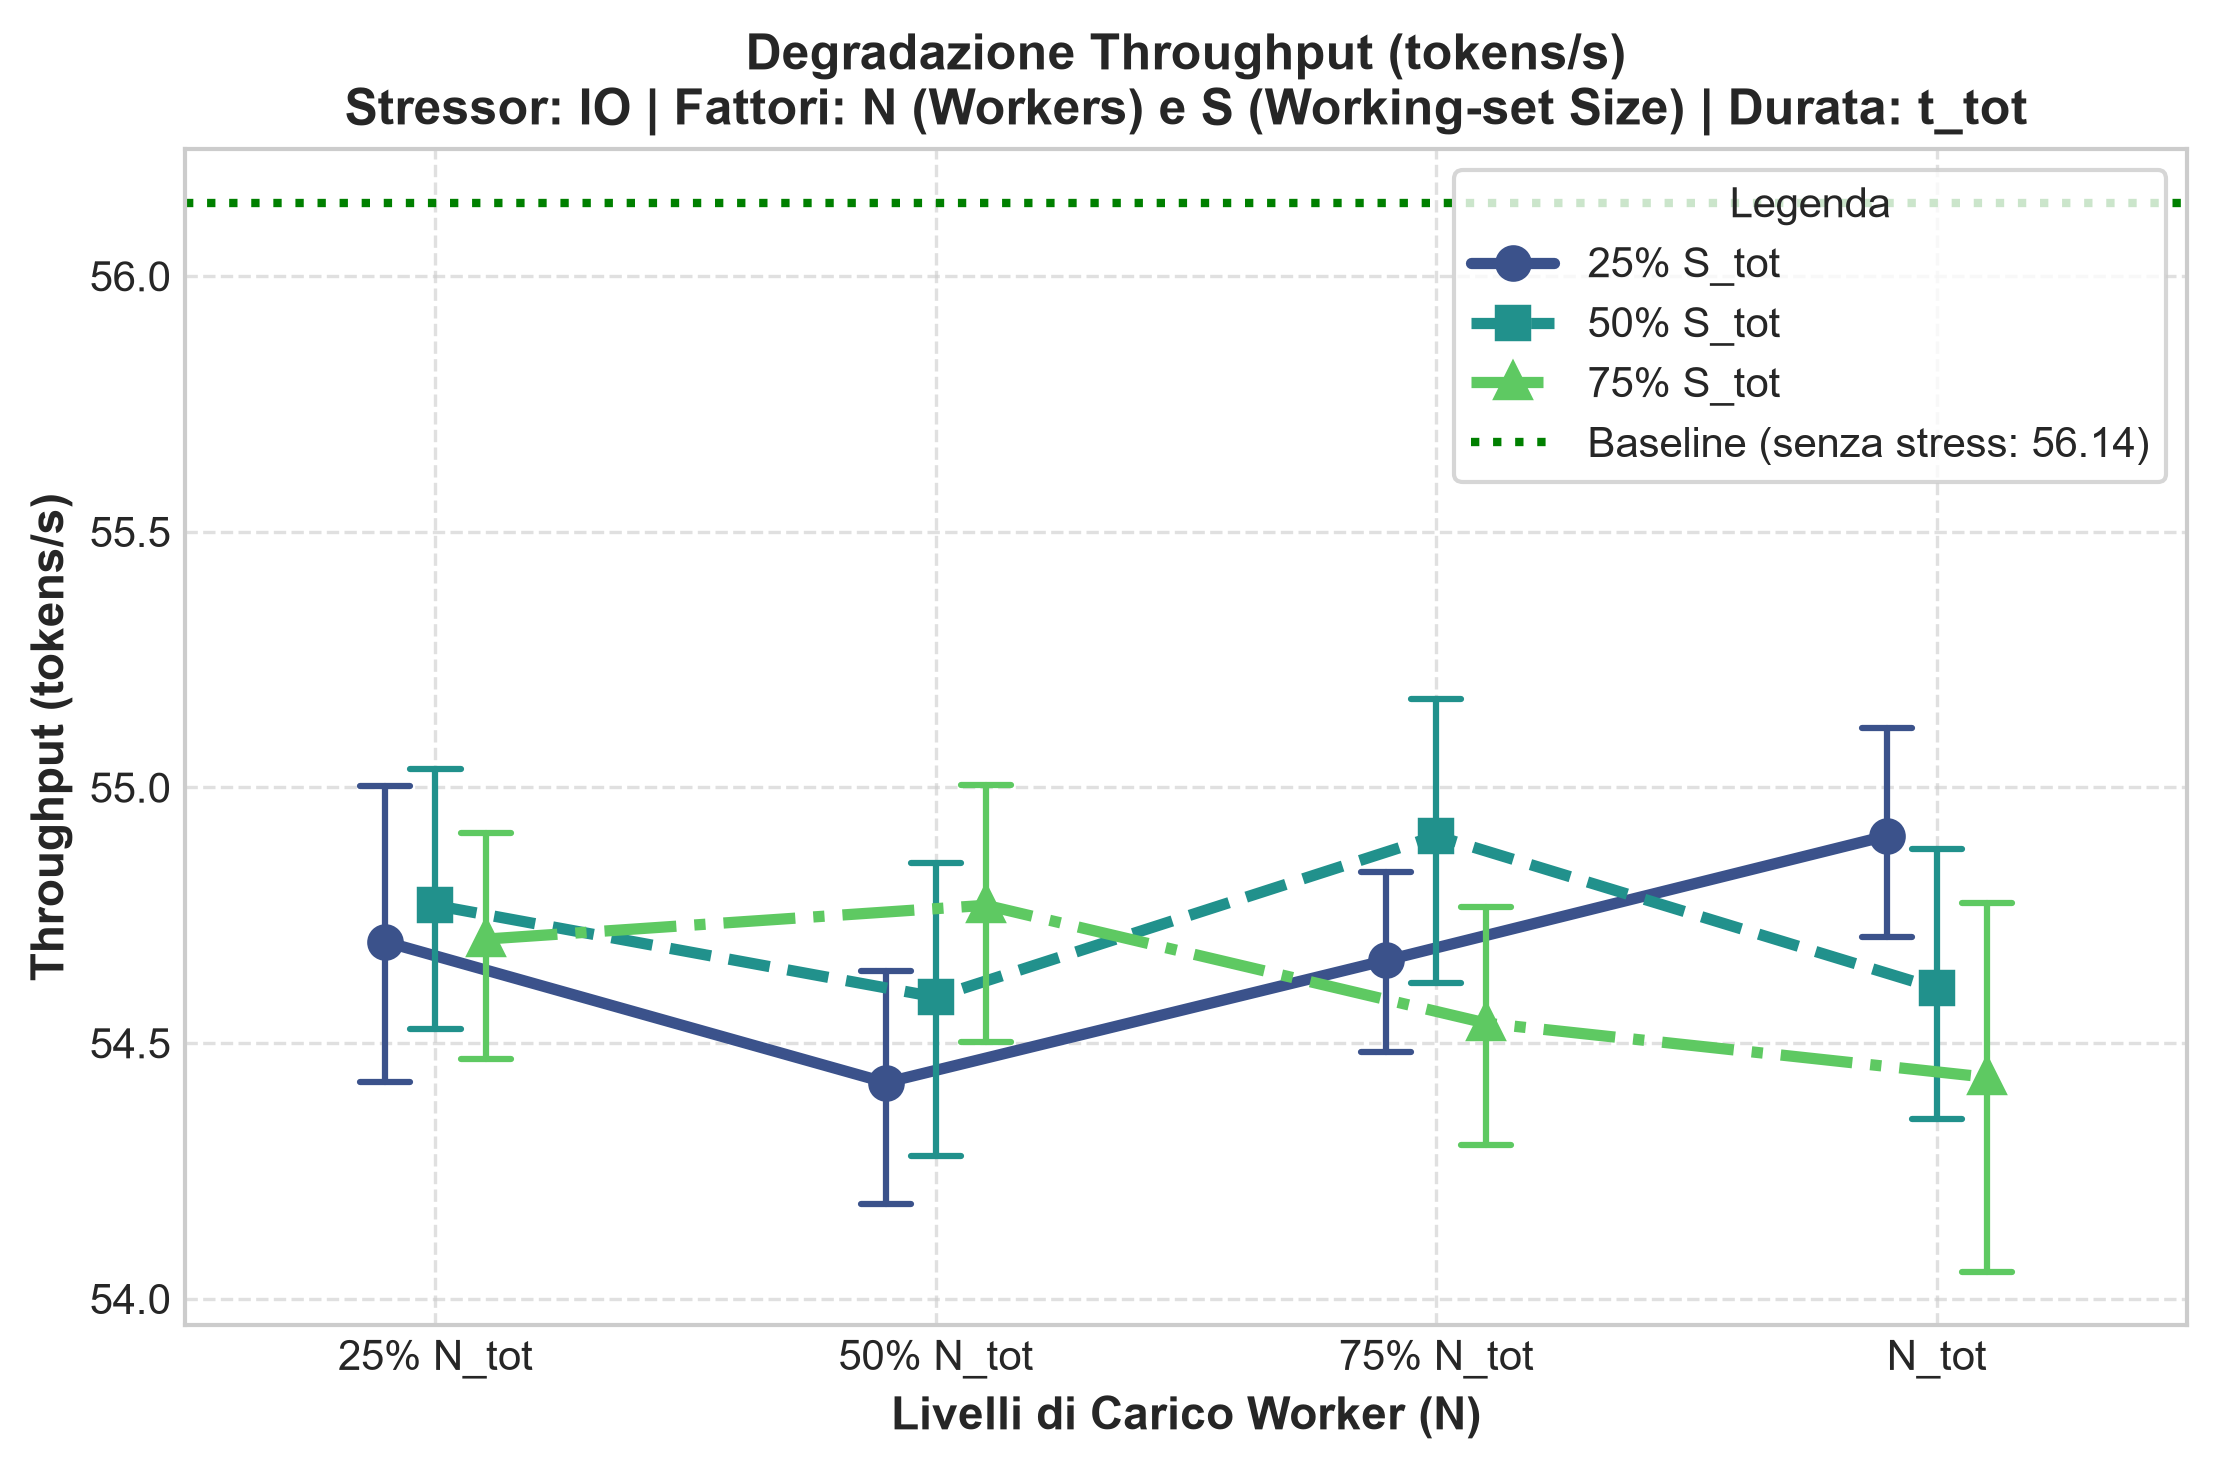 Degradazione Throughput (tokens/s)
Stressor: IO | Fattori: N (Workers) e S (Working-set Size) | Durata: t_tot
Legenda
25% S_tot
50% S_tot
75% S_tot
Baseline (senza stress: 56.14)
Throughput (tokens/s)
56.0
55.5
55.0
54.5
54.0
25% N_tot
50% N_tot
75% N_tot
N_tot
Livelli di Carico Worker (N)